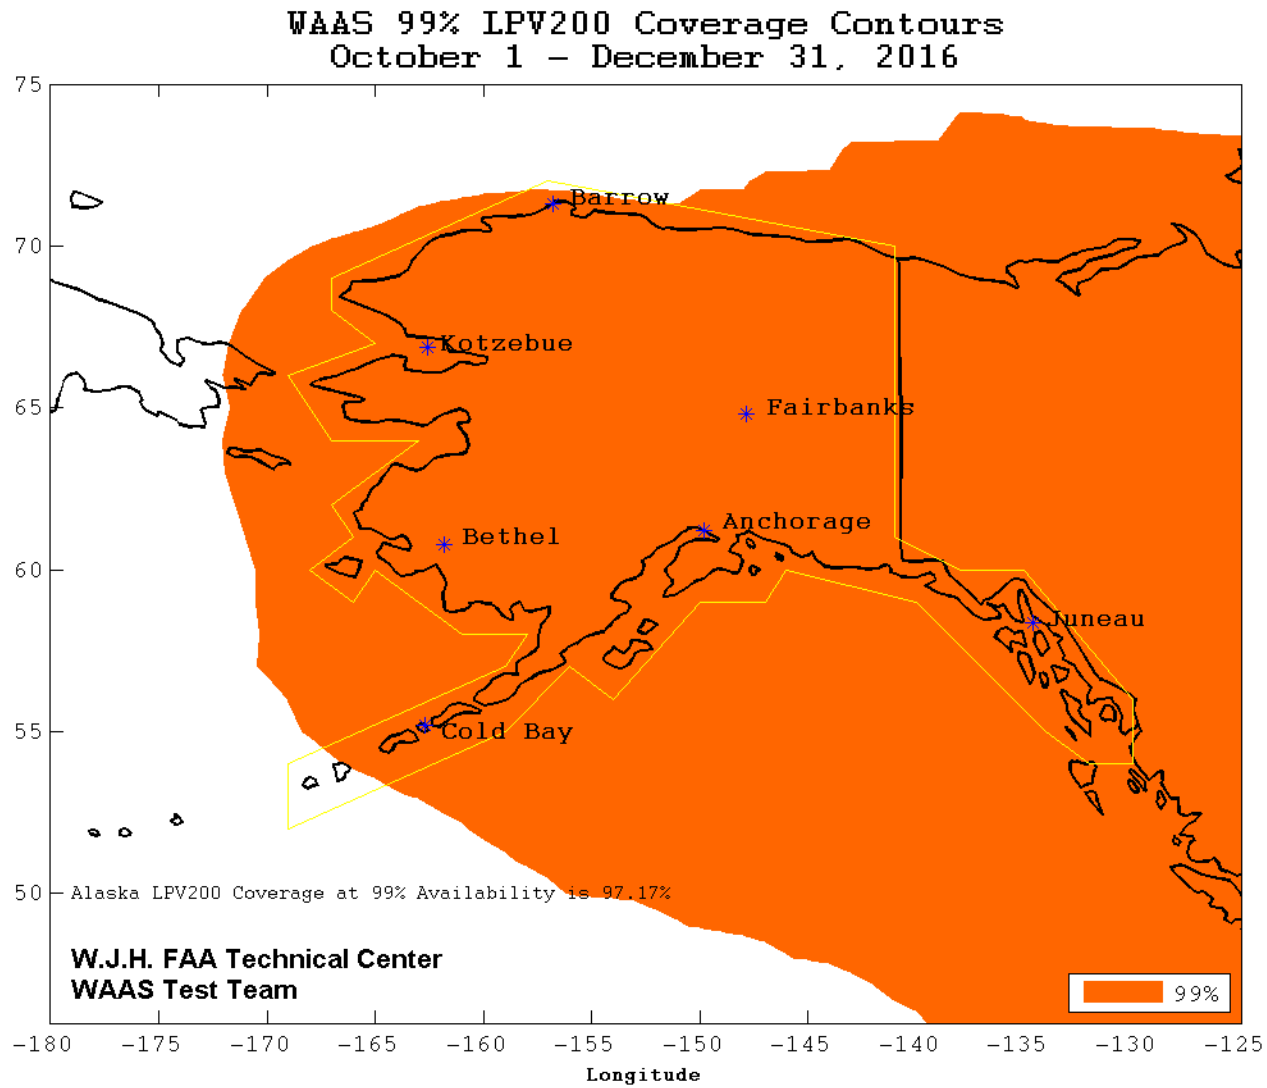 WAAS 99% LPV200 Coverage Contours
October 1 - December 31, 2016
75
70
65
60
55
50
Barrow
Kotzebue
Fairbanks
Anchorage
Bethel
Juneau
Cold Bay
Alaska LPV200 Coverage at 99% Availability is 97.17%
W.J.H. FAA Technical Center
WAAS Test Team
99%
-180 -175 -170 -165 -160 -155 -150 -145 -140 -135 -130 -125
Longitude